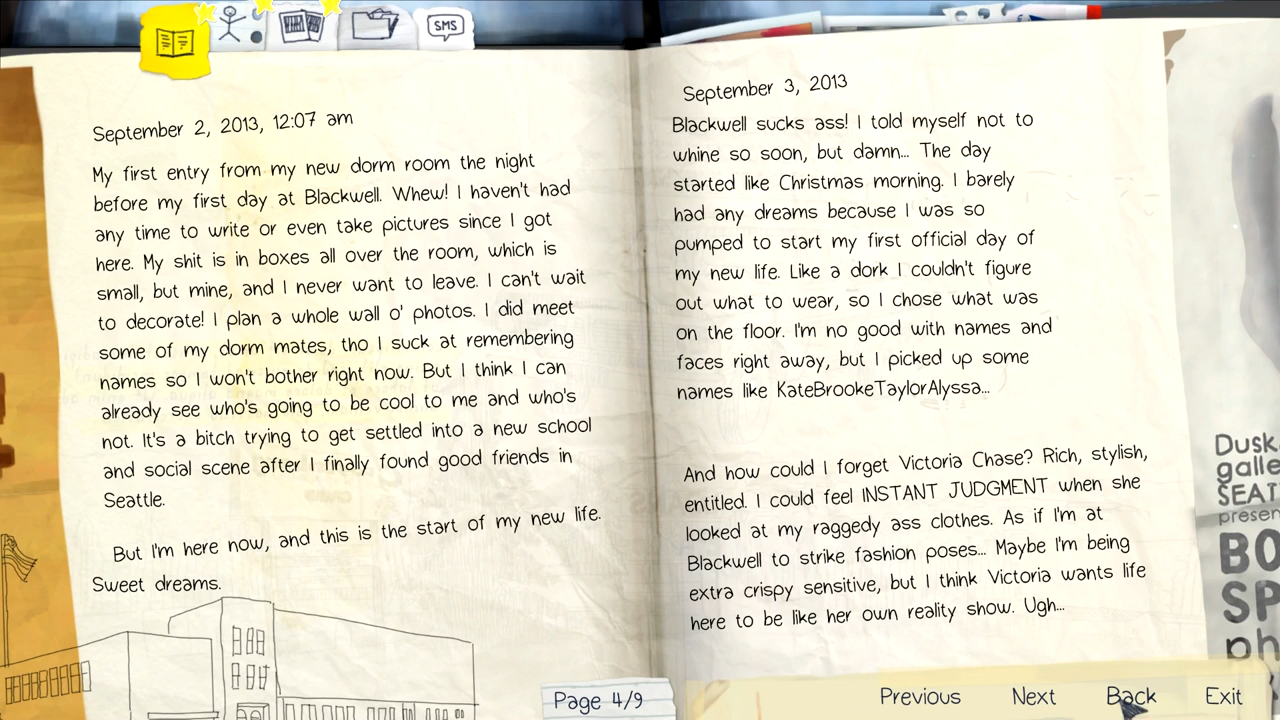 SMS
September 2, 2013, 12:07 am
My first entry from my new dorm room the night
before my first day at Blackwell. Whew! I haven't had
any time to write or even take pictures since I got
here. My shit is in boxes all over the room, which is
small, but mine, and I never want to leave. I can't wait
to decorate! I plan a whole wall o' photos. I did meet
some of my dorm mates, tho I suck at remembering
names so I won't bother right now. But I think I can
already see who's going to be cool to me and who's
not. It's a bitch trying to get settled into a new school
and social scene after I finally found good friends in
Seattle.
But I'm here now, and this is the start of my new life.
Sweet dreams.
September 3, 2013
Blackwell sucks ass! I told myself not to
whine so soon, but damn... The day
started like Christmas morning. I barely
had any dreams because I was so
pumped to start my first official day of
my new life. Like a dork I couldn't figure
out what to wear, so I chose what was
on the floor. I'm no good with names and
faces right away, but I picked up some
names like KateBrookeTaylorAlyssa...
And how could I forget Victoria Chase? Rich, stylish,
entitled. I could feel INSTANT JUDGMENT when she
looked at my raggedy ass clothes. As if I'm at
Blackwell to strike fashion poses... Maybe I'm being
extra crispy sensitive, but I think Victoria wants life
here to be like her own reality show. Ugh...
Dusk
galle
SEAT
presen
BO
SP
ph
Page 4/9
Previous
Next
Back
Exit